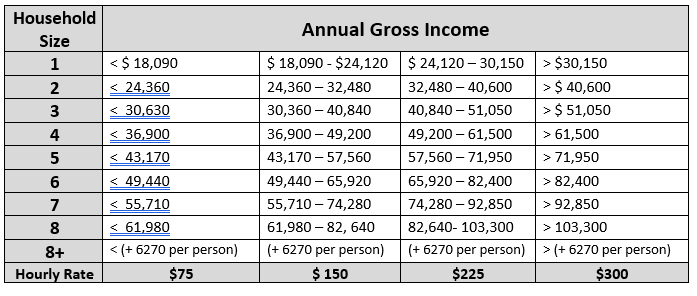 Household Size Annual Gross Income
1 < $ 18,090 $ 18,090 - $24,120 $ 24,120 – 30,150 > $30,150
2 < 24,360 24,360 – 32,480 32,480 – 40,600 > $ 40,600
3 < 30,630 30,360 – 40,840 40,840 – 51,050 > $ 51,050
4 < 36,900 36,900 – 49,200 49,200 – 61,500 > 61,500
5 < 43,170 43,170 – 57,560 57,560 – 71,950 > 71,950
6 < 49,440 49,440 – 65,920 65,920 – 82,400 > 82,400
7 < 55,710 55,710 – 74,280 74,280 – 92,850 > 92,850
8 < 61,980 61,980 – 82, 640 82,640- 103,300 > 103,300
8+ < (+ 6270 per person) (+ 6270 per person) (+ 6270 per person) > (+ 6270 per person)
Hourly Rate $75 $ 150 $225 $300